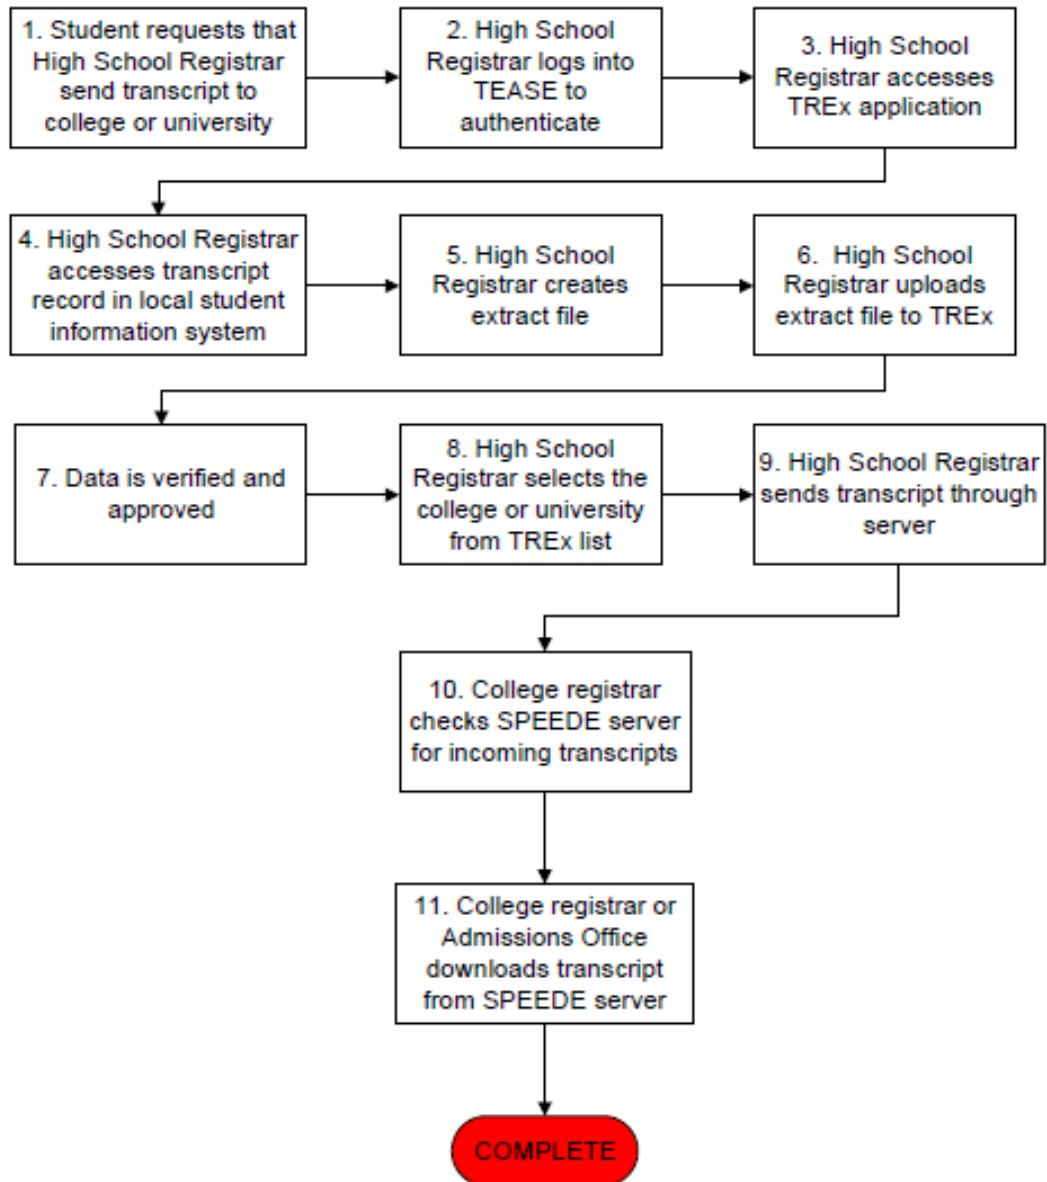 1. Student requests that
High School Registrar
send transcript to
college or university
2. High School
Registrar logs into
TEASE to
authenticate
3. High School
Registrar accesses
TREx application
4. High School Registrar
accesses transcript
record in local student
information system
5. High School
Registrar creates
extract file
6. High School
Registrar uploads
extract file to TREx
7. Data is verified and
approved
8. High School
Registrar selects the
college or university
from TREx list
9. High School Registrar
sends transcript through
server
10. College registrar
checks SPEEDE server
for incoming transcripts
11. College registrar or
Admissions Office
downloads transcript
from SPEEDE server
COMPLETE